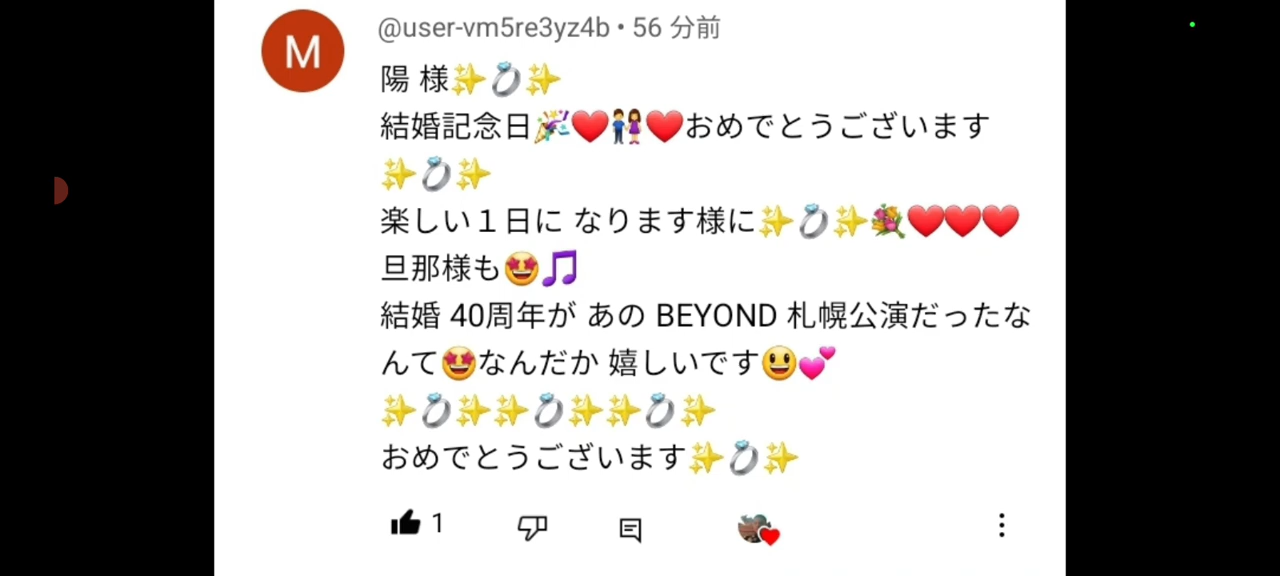 M
@user-vm5re3yz4b • 56 分前
陽 様✨💍✨
結婚記念日🎉❤️👫❤️おめでとうございます
✨💍✨
楽しい１日に なります様に✨💍✨💐❤️❤️❤️
旦那様も🤩🎵
結婚 40周年が あの BEYOND 札幌公演だったな
んて🤩なんだか 嬉しいです😃💕
✨💍✨✨💍✨✨💍✨
おめでとうございます✨💍✨
1